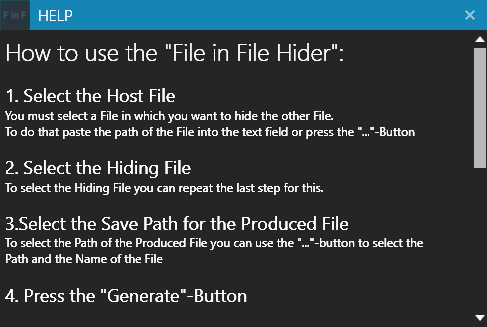 F in F HELP
How to use the "File in File Hider":
1. Select the Host File
You must select a File in which you want to hide the other File.
To do that paste the path of the File into the text field or press the "..."-Button
2. Select the Hiding File
To select the Hiding File you can repeat the last step for this.
3.Select the Save Path for the Produced File
To select the Path of the Produced File you can use the "..."-button to select the
Path and the Name of the File
4. Press the "Generate"-Button